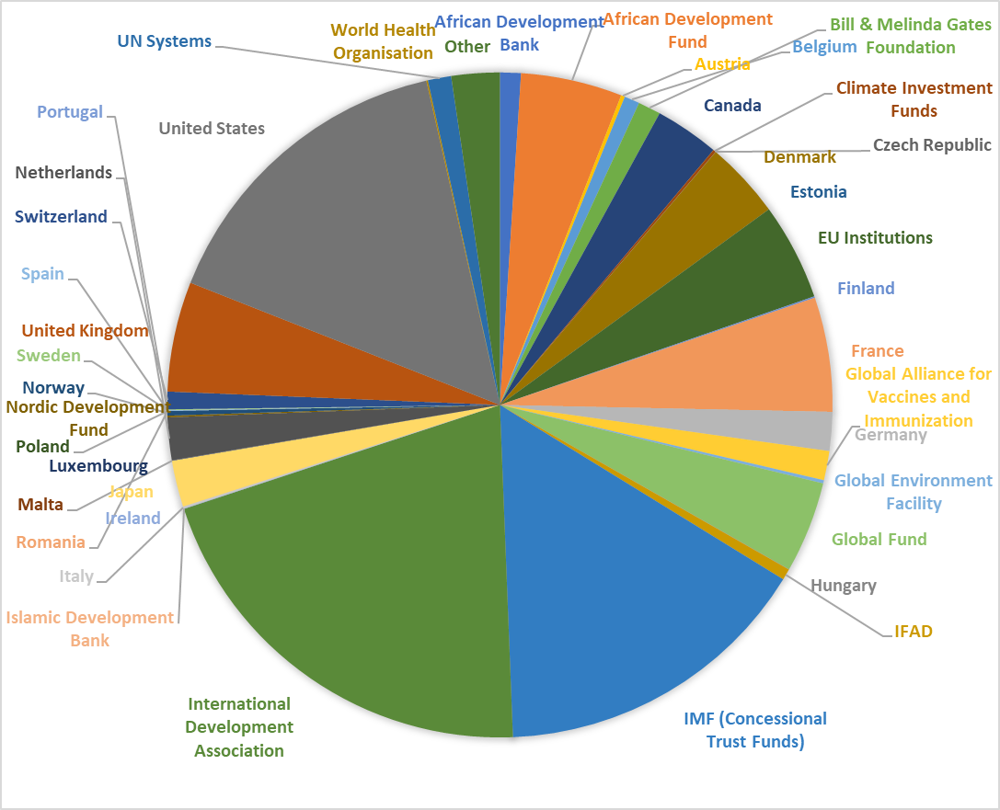 African Development
Bank
African Development
Fund
Austria
Belgium
Bill & Melinda Gates
Foundation
Canada
Climate Investment
Funds
Czech Republic
Denmark
Estonia
EU Institutions
Finland
France
Global Alliance for
Vaccines and
Immunization
Germany
Global Environment
Facility
Global Fund
Hungary
IFAD
IMF (Concessional
Trust Funds)
International
Development
Association
Islamic Development
Bank
Italy
Ireland
Romania
Japan
Malta
Luxembourg
Poland
Nordic Development
Fund
Norway
Sweden
United Kingdom
Spain
Switzerland
Netherlands
Portugal
United States
UN Systems
World Health
Organisation
Other